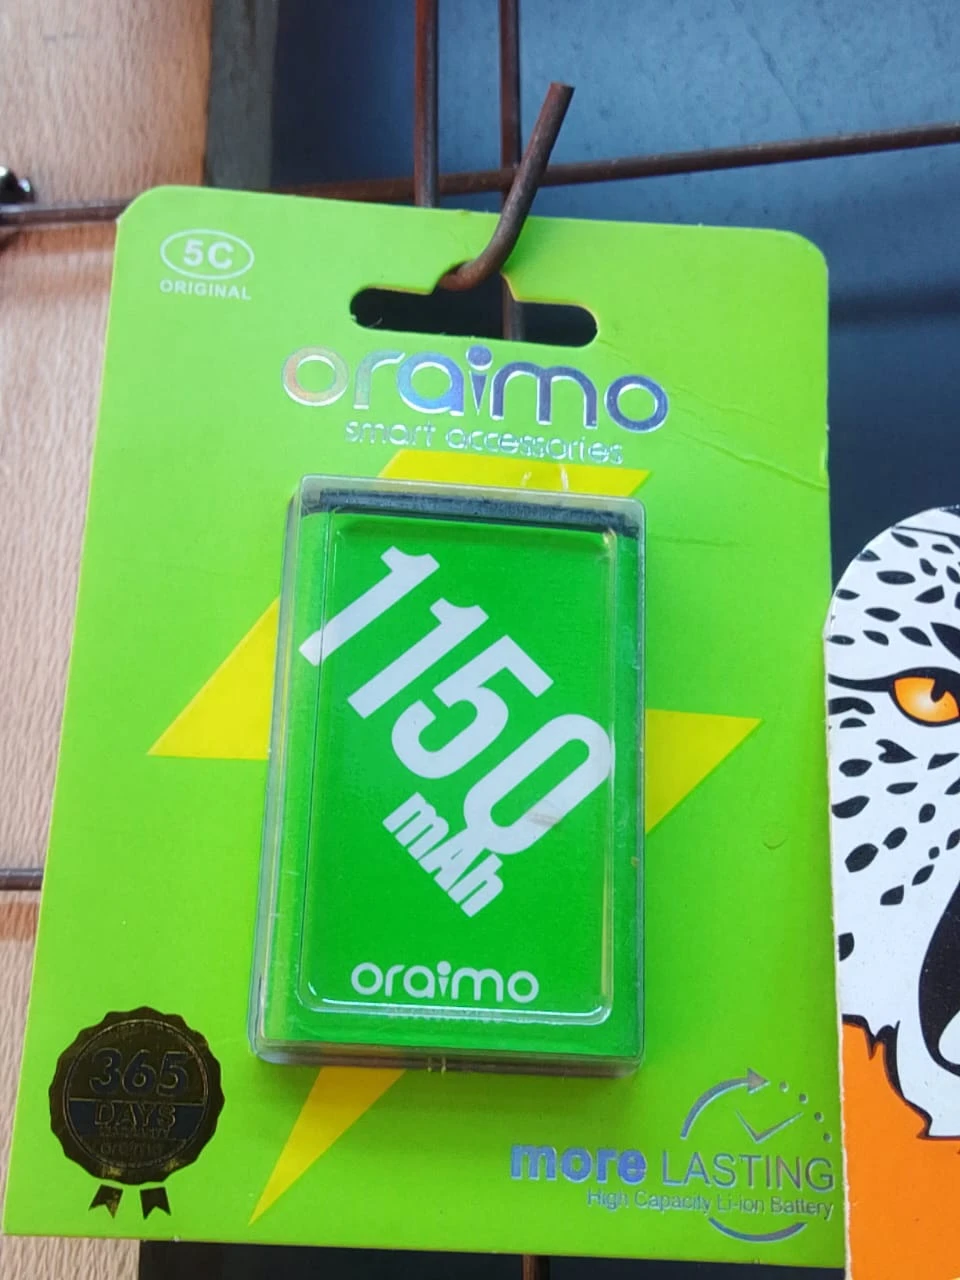 5C
ORIGINAL
oraimo
smart accessories
1150
mAh
oraimo
365
DAYS
more LASTING
High Capacity Li-ion Battery